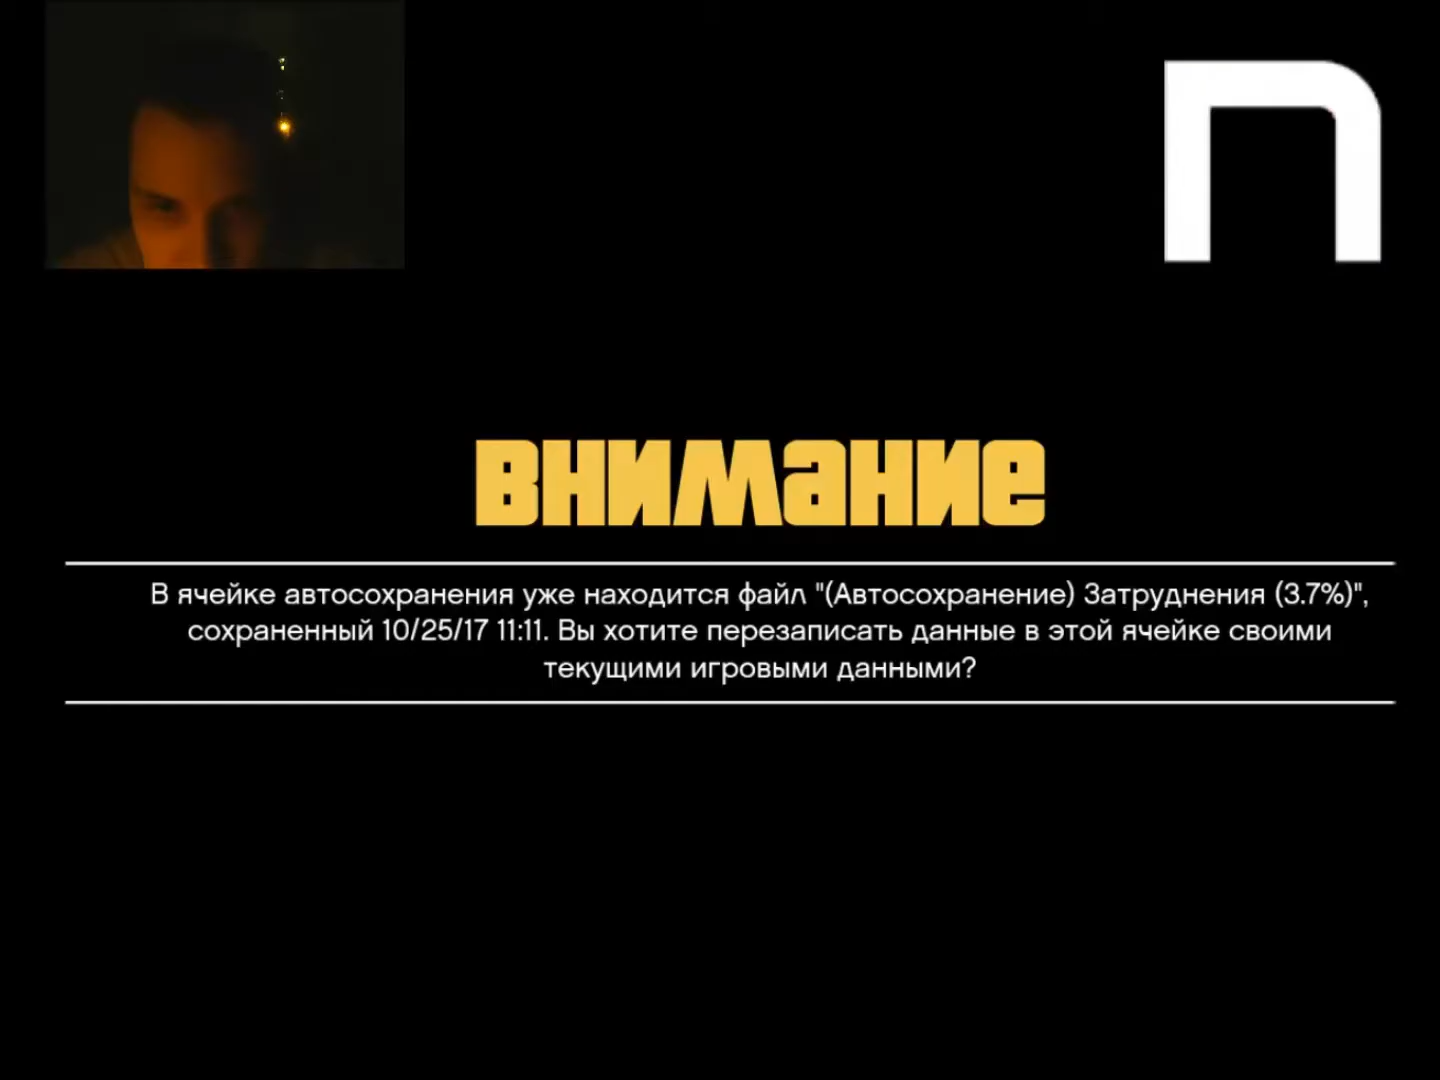 внимание
В ячейке автосохранения уже находится файл "(Автосохранение) Затруднения (3.7%)",
сохраненный 10/25/17 11:11. Вы хотите перезаписать данные в этой ячейке своими
текущими игровыми данными?